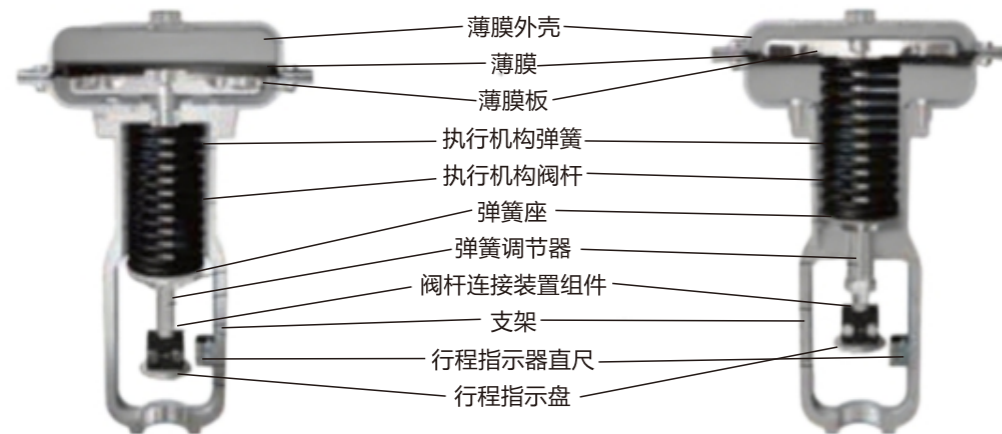 薄膜外壳
薄膜
薄膜板
执行机构弹簧
执行机构阀杆
弹簧座
弹簧调节器
阀杆连接装置组件
支架
行程指示器直尺
行程指示盘